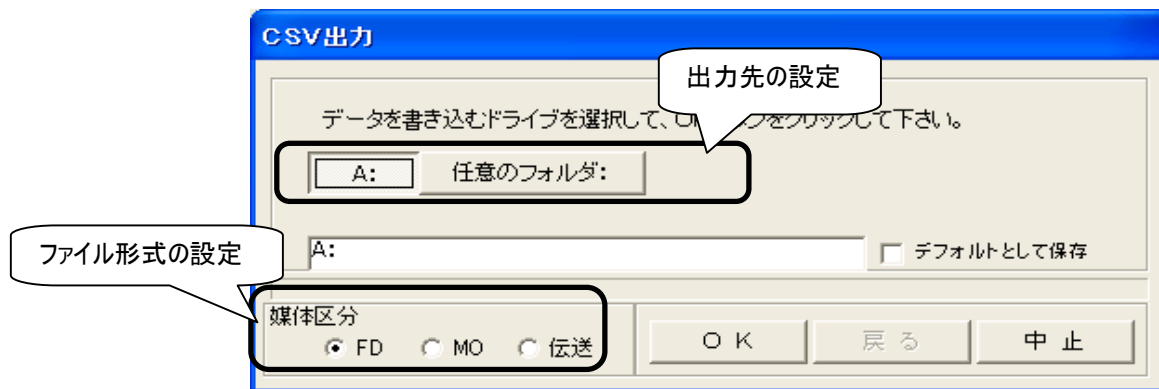 CSV出力
出力先の設定
データを書き込むドライブを選択して、O クリックして下さい。
A: 任意のフォルダ:
ファイル形式の設定
A: デフォルトとして保存
媒体区分
FD MO 伝送 OK 戻る 中止